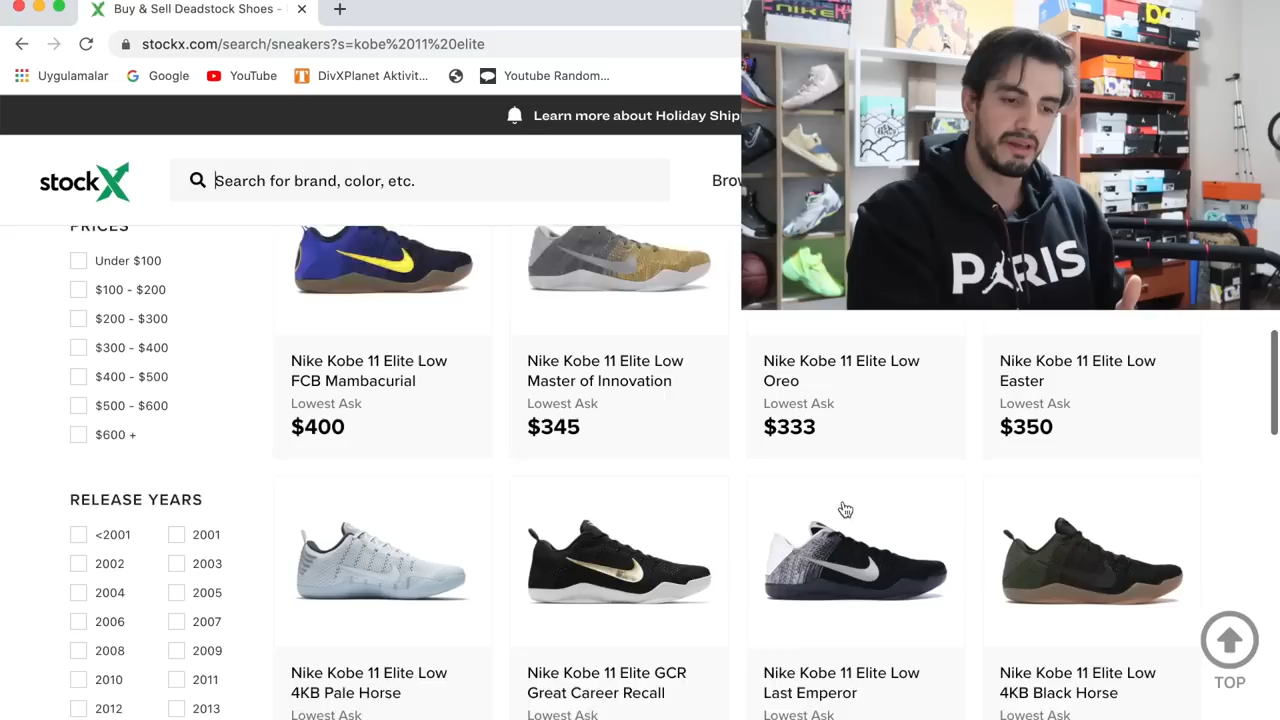 Buy & Sell Deadstock Shoes -
stockx.com/search/sneakers?s=kobe%2011%20elite
Uygulamalar
Google
YouTube
DivXPlanet Aktivit...
Youtube Random...
Learn more about Holiday Ship
stockX
Search for brand, color, etc.
Brow
PARIS
PRICES
Under $100
$100 - $200
$200 - $300
$300 - $400
$400 - $500
$500 - $600
$600 +
Nike Kobe 11 Elite Low
FCB Mambacurial
Lowest Ask
$400
Nike Kobe 11 Elite Low
Master of Innovation
Lowest Ask
$345
Nike Kobe 11 Elite Low
Oreo
Lowest Ask
$333
Nike Kobe 11 Elite Low
Easter
Lowest Ask
$350
RELEASE YEARS
<2001 2001
2002 2003
2004 2005
2006 2007
2008 2009
2010 2011
2012 2013
Nike Kobe 11 Elite Low
4KB Pale Horse
Lowest Ask
Nike Kobe 11 Elite GCR
Great Career Recall
Lowest Ask
Nike Kobe 11 Elite Low
Last Emperor
Lowest Ask
Nike Kobe 11 Elite Low
4KB Black Horse
Lowest Ask
TOP